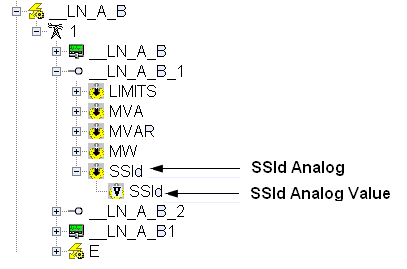 __LN_A_B
1
__LN_A_B
__LN_A_B_1
LIMITS
MVA
MVAR
MW
SSId SSId Analog
SSId SSId Analog Value
__LN_A_B_2
__LN_A_B1
E